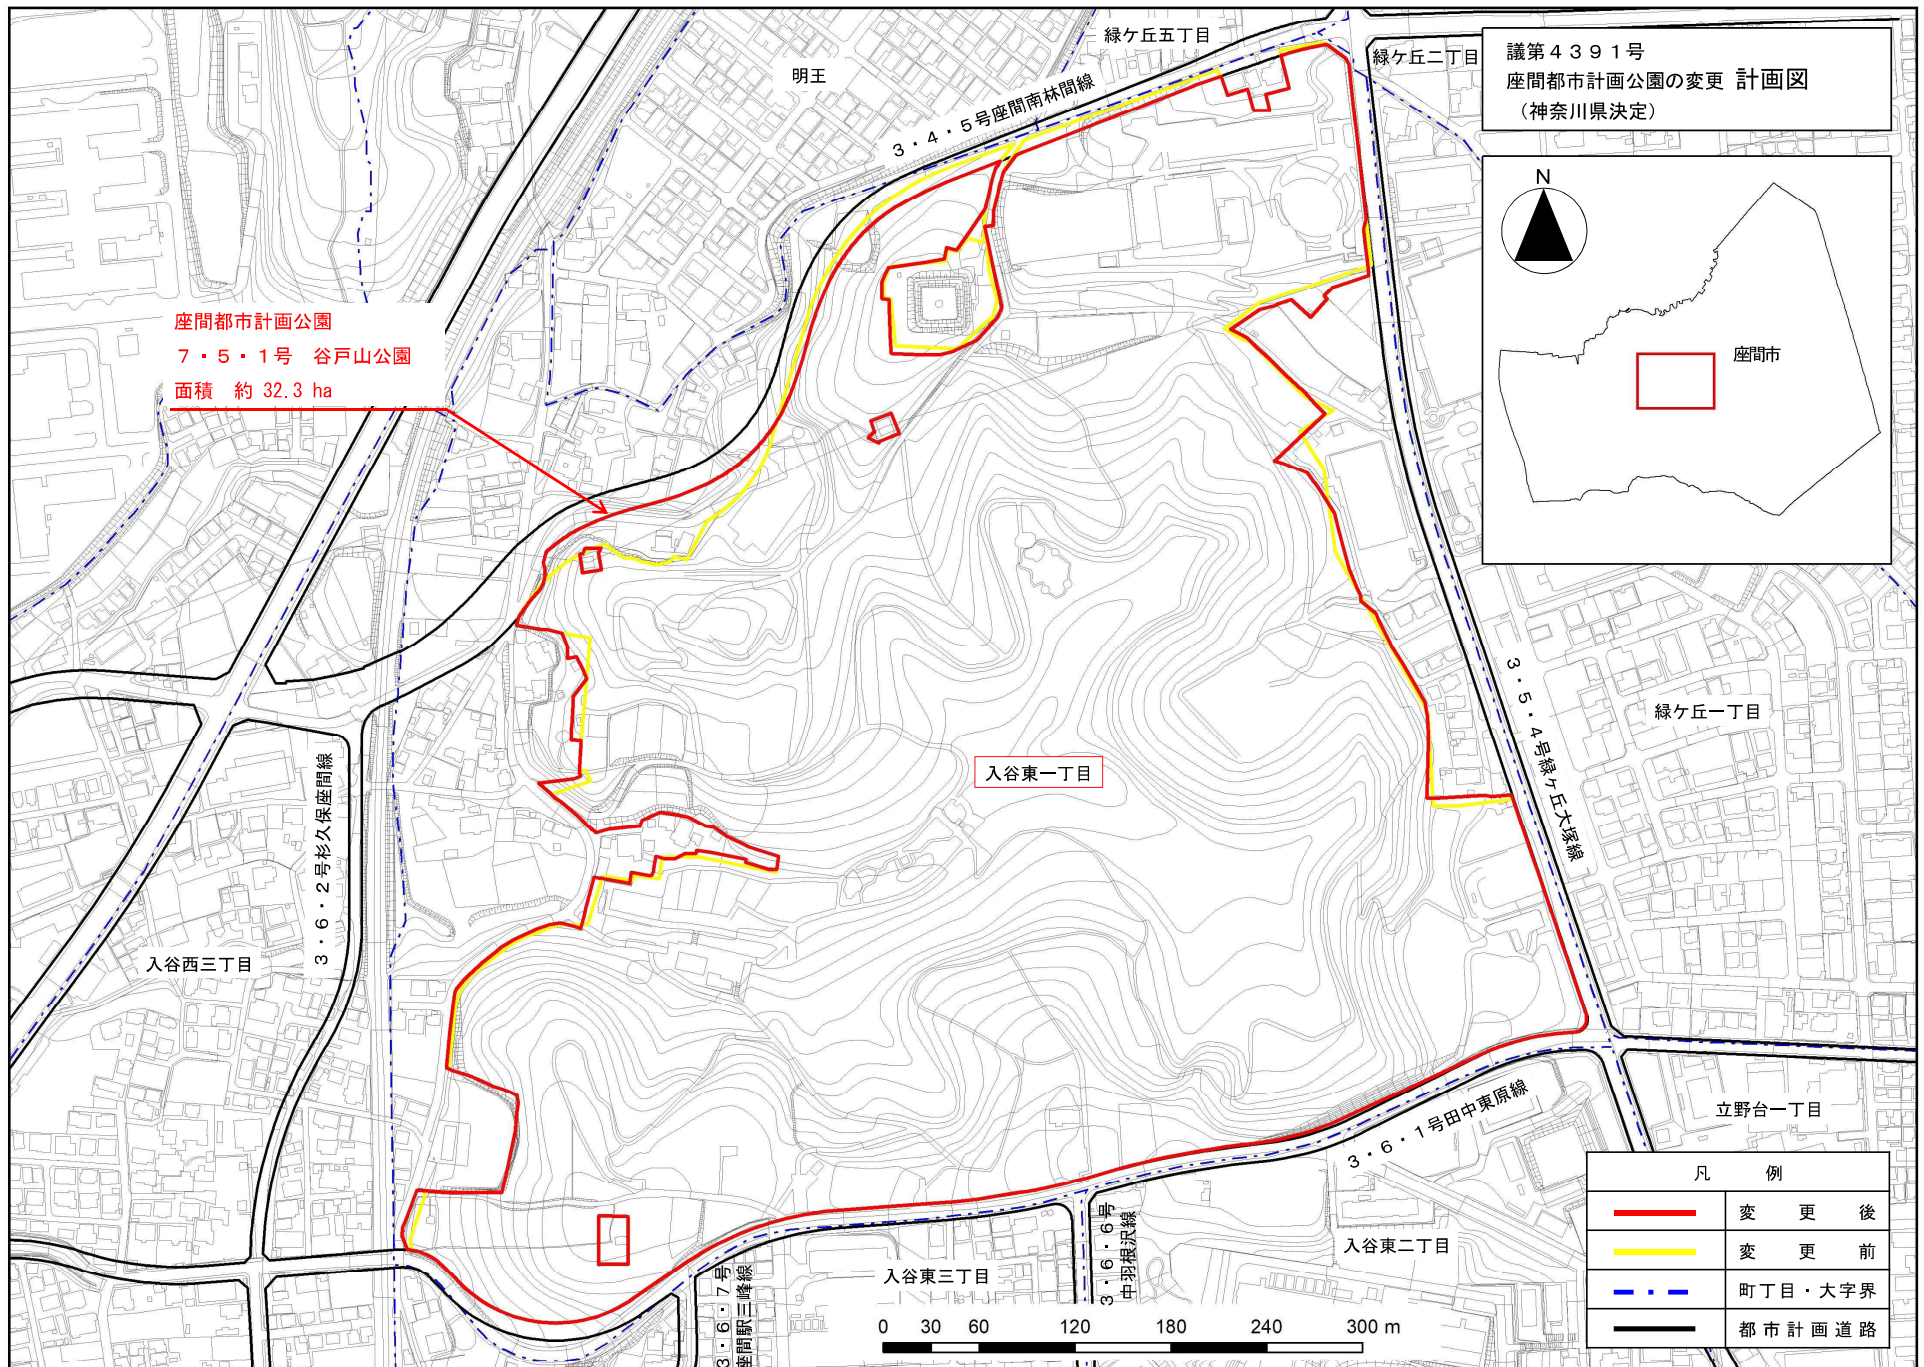 議第4391号
座間都市計画公園の変更 計画図
（神奈川県決定）
緑ケ丘五丁目
緑ケ丘二丁目
明王
3・4・5号座間南林間線
N
座間市
座間都市計画公園
7・5・1号 谷戸山公園
面積 約 32.3 ha
3・5・4号緑ケ丘大塚線
緑ケ丘一丁目
入谷東一丁目
3・6・2号杉久保座間線
入谷西三丁目
3・6・1号田中東原線
立野台一丁目
3・6・6号
中羽根沢線
入谷東二丁目
入谷東三丁目
3・6・7号
座間駅三峰線
0 30 60 120 180 240 300 m
凡 例
変 更 後
変 更 前
町丁目・大字界
都市計画道路